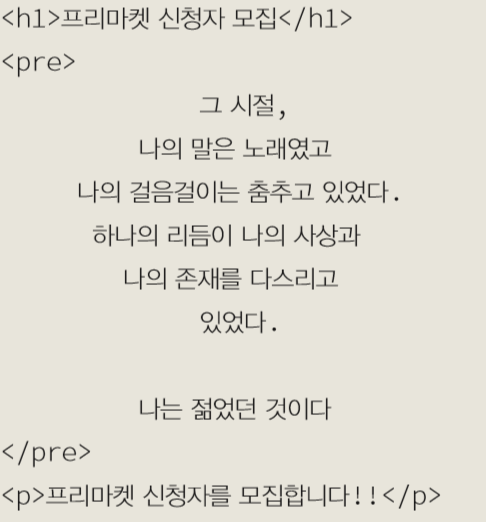 <h1>프리마켓 신청자 모집</h1>
<pre>
그 시절,
나의 말은 노래였고
나의 걸음걸이는 춤추고 있었다.
하나의 리듬이 나의 사상과
나의 존재를 다스리고
있었다.
나는 젊었던 것이다
</pre>
<p>프리마켓 신청자를 모집합니다!!</p>